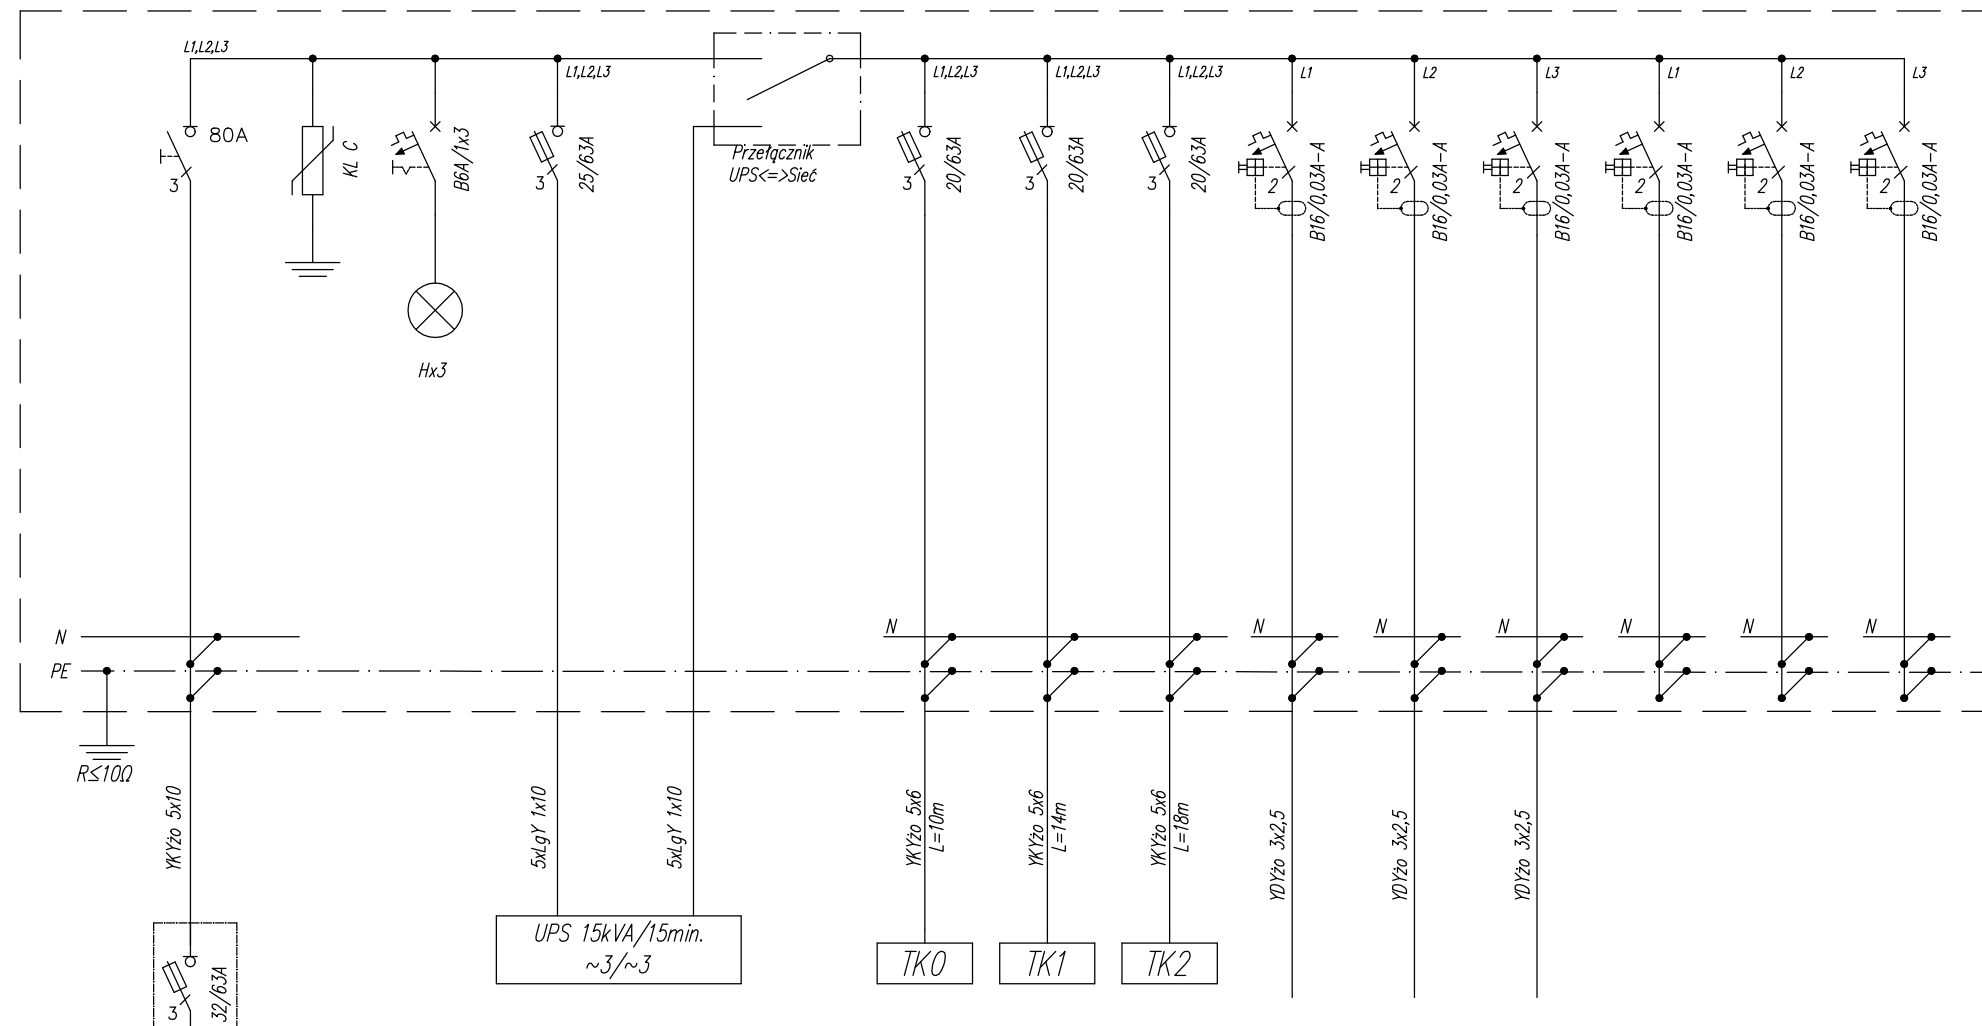 L1,L2,L3
L1,L2,L3
L1,L2,L3
L1,L2,L3
L1,L2,L3
L1
L2
L3
L1
L2
L3
80A
3
KL C
B6A/1x3
3
25/63A
Przełącznik
UPS<=>Sieć
3
20/63A
3
20/63A
3
20/63A
2
B16/0,03A-A
2
B16/0,03A-A
2
B16/0,03A-A
2
B16/0,03A-A
2
B16/0,03A-A
2
B16/0,03A-A
Hx3
N
N
N
N
N
N
N
N
PE
R≤10Ω
YKYżo 5x10
5xLgY 1x10
5xLgY 1x10
YKYżo 5x6
L=10m
YKYżo 5x6
L=14m
YKYżo 5x6
L=18m
YDYżo 3x2,5
YDYżo 3x2,5
YDYżo 3x2,5
UPS 15kVA/15min.
~3/~3
TK0
TK1
TK2
3
32/63A